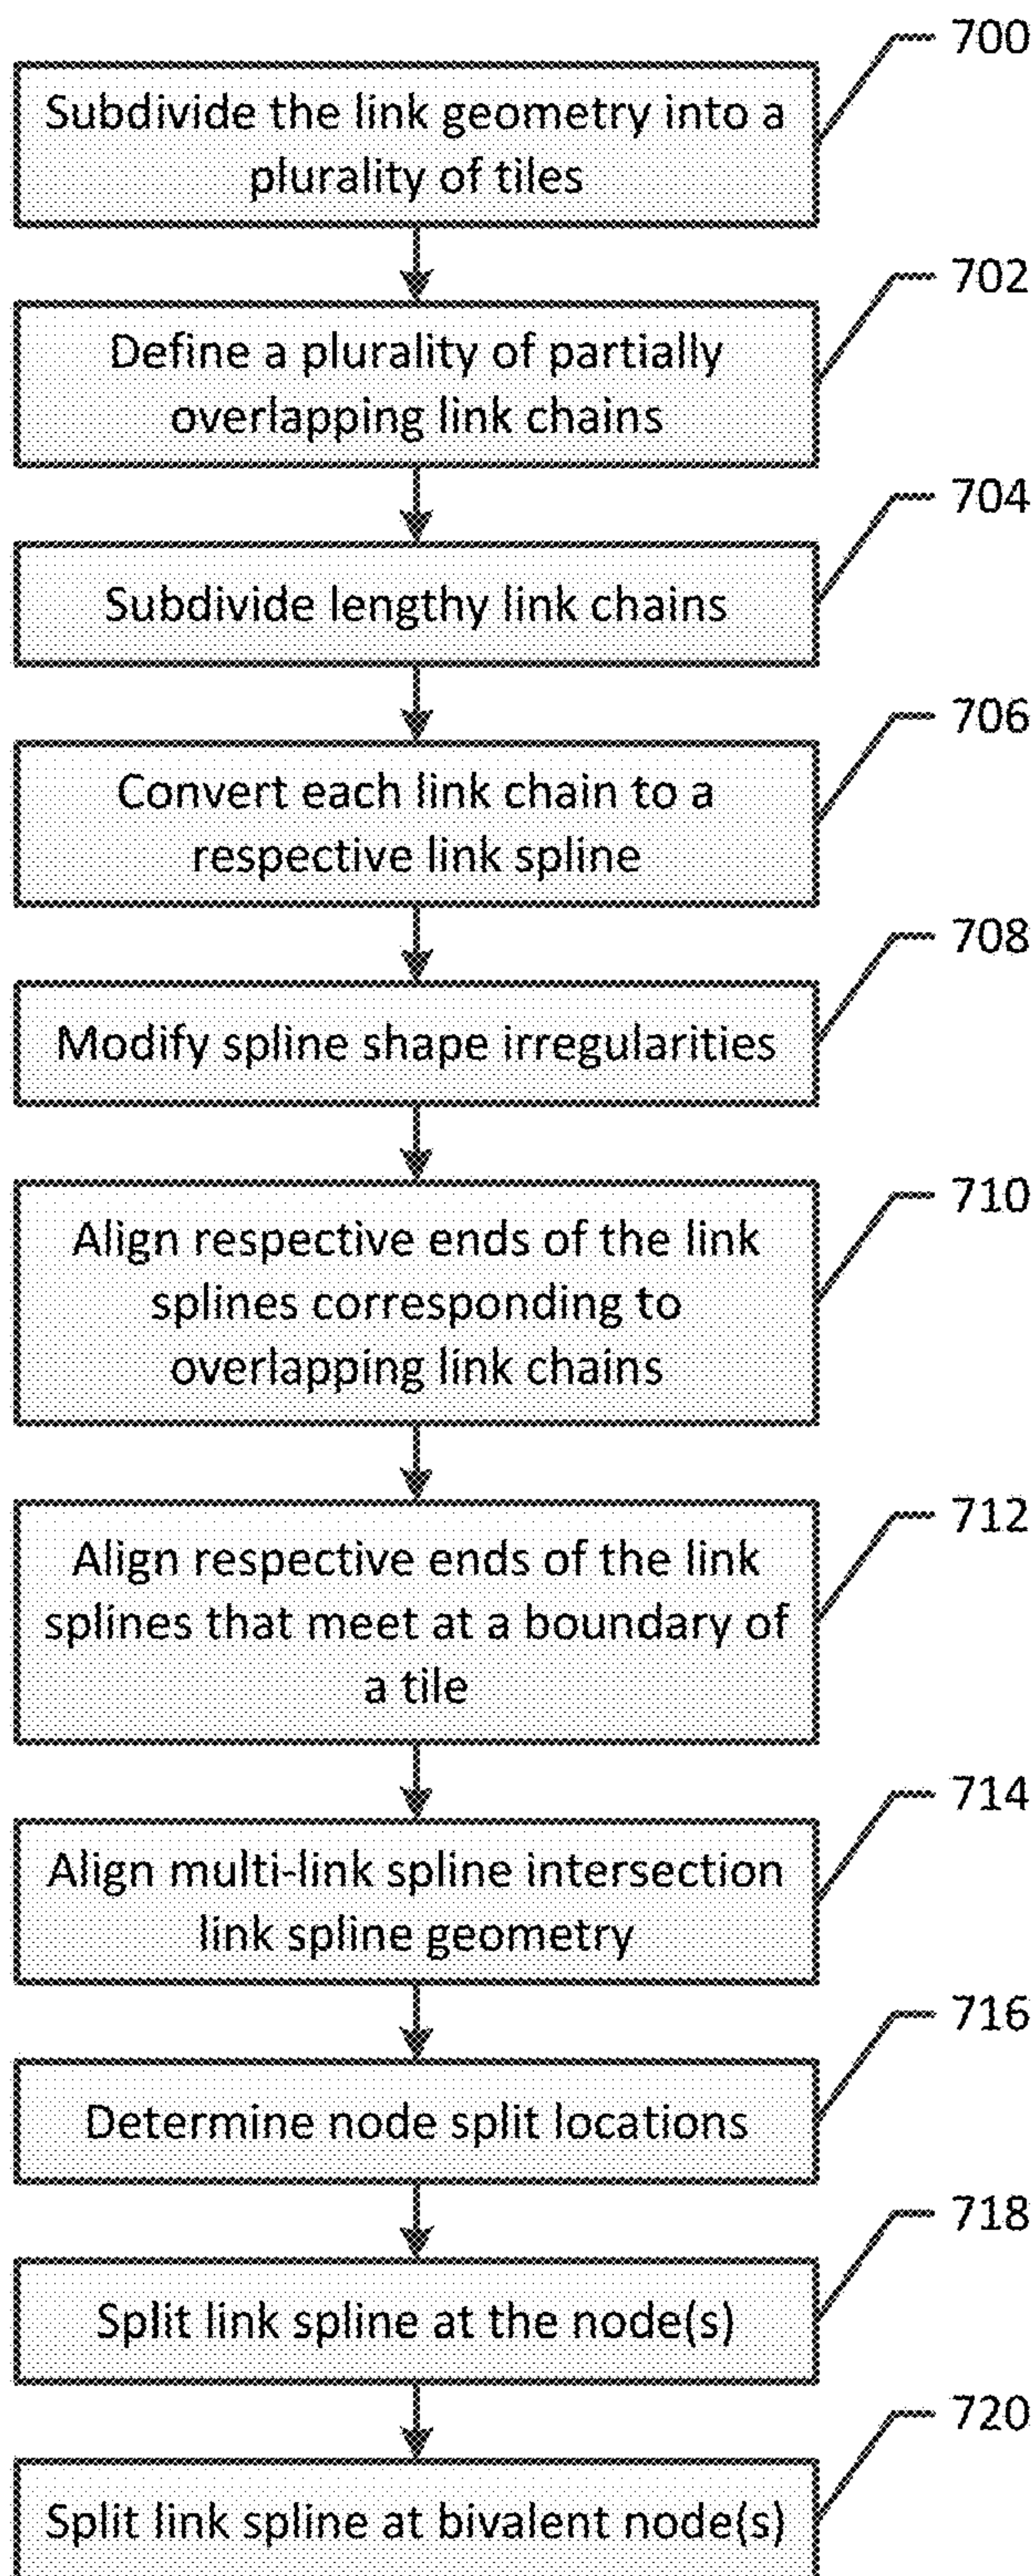 700
Subdivide the link geometry into a
plurality of tiles
702
Define a plurality of partially
overlapping link chains
704
Subdivide lengthy link chains
706
Convert each link chain to a
respective link spline
708
Modify spline shape irregularities
710
Align respective ends of the link
splines corresponding to
overlapping link chains
712
Align respective ends of the link
splines that meet at a boundary of
a tile
714
Align multi-link spline intersection
link spline geometry
716
Determine node split locations
718
Split link spline at the node(s)
720
Split link spline at bivalent node(s)